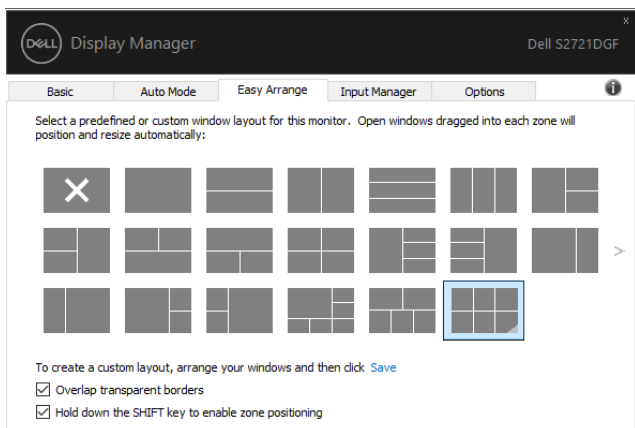 DELL Display Manager
Dell S2721DGF
Basic
Auto Mode
Easy Arrange
Input Manager
Options
Select a predefined or custom window layout for this monitor. Open windows dragged into each zone will
position and resize automatically:
To create a custom layout, arrange your windows and then click Save
Overlap transparent borders
Hold down the SHIFT key to enable zone positioning